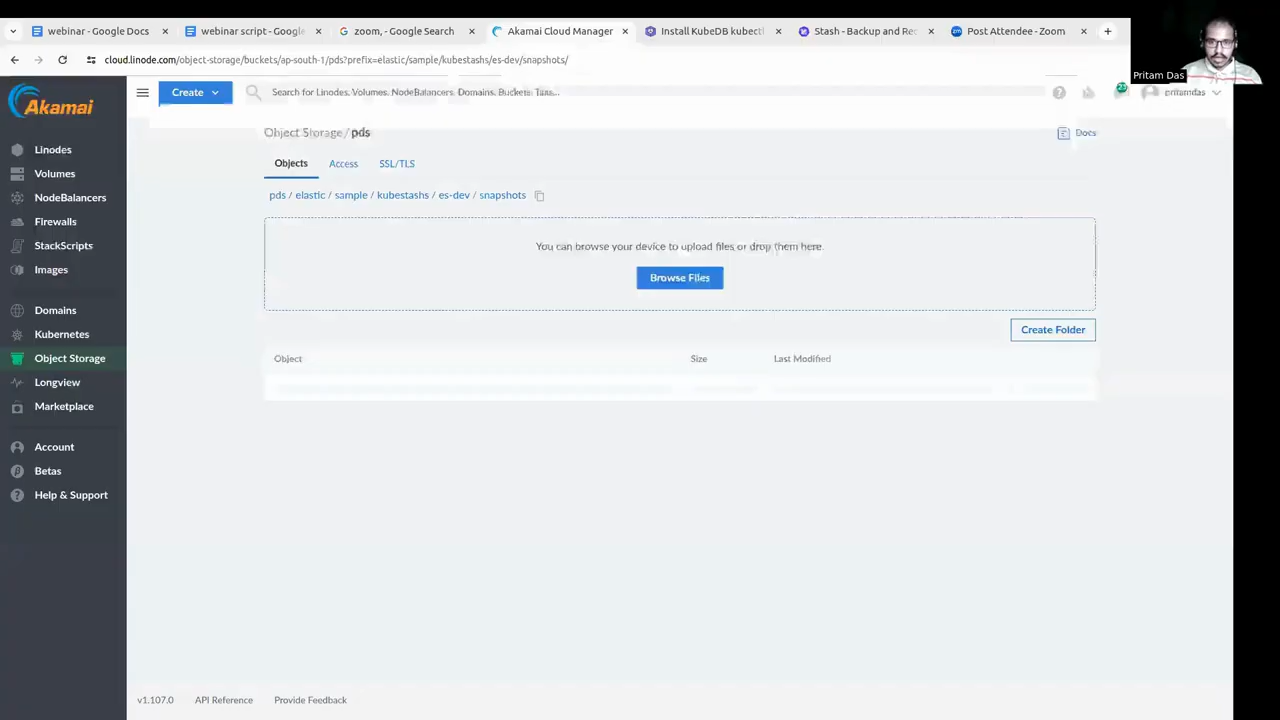 webinar - Google Docs
webinar script - Google
zoom, - Google Search
Akamai Cloud Manager
Install KubeDB kubectl
Stash - Backup and Rec
Post Attendee - Zoom
cloud.linode.com/object-storage/buckets/ap-south-1/pds?prefix=elastic/sample/kubestashs/es-dev/snapshots/
Pritam Das
Akamai
Create
Search for Linodes, Volumes, NodeBalancers, Domains, Buckets, Tags...
pritamdas
Object Storage / pds
Docs
Objects
Access
SSL/TLS
pds / elastic / sample / kubestashs / es-dev / snapshots
You can browse your device to upload files or drop them here.
Browse Files
Create Folder
Object
Size
Last Modified
Linodes
Volumes
NodeBalancers
Firewalls
StackScripts
Images
Domains
Kubernetes
Object Storage
Longview
Marketplace
Account
Betas
Help & Support
v1.107.0
API Reference
Provide Feedback